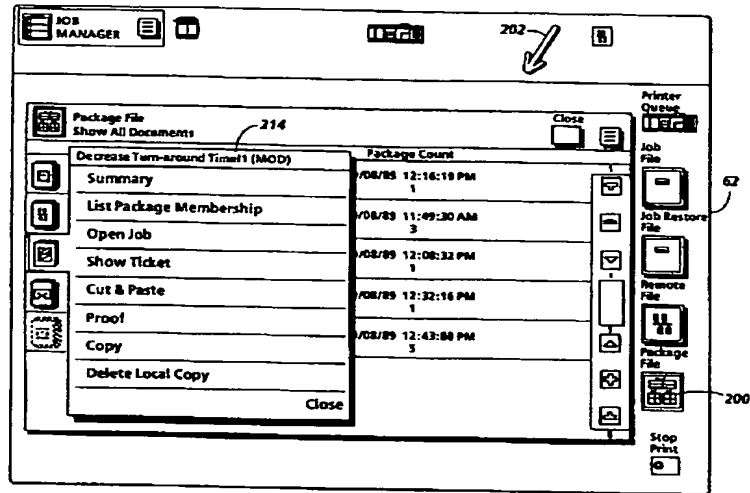 JOB
MANAGER
202
Printer
Queue
Package File
Show All Documents
Close
214
Decrease Turn-around Time!1 (MOD)
Package Count
Summary
/08/89 12:16:19 PM
1
List Package Membership
/08/89 11:49:30 AM
3
Open Job
Show Ticket
/08/89 12:08:32 PM
1
Cut & Paste
/08/89 12:32:16 PM
1
Proof
Copy
/08/89 12:43:88 PM
5
Delete Local Copy
Close
Job
File
62
Job Restore
File
Remote
File
Package
File
200
Stop
Print